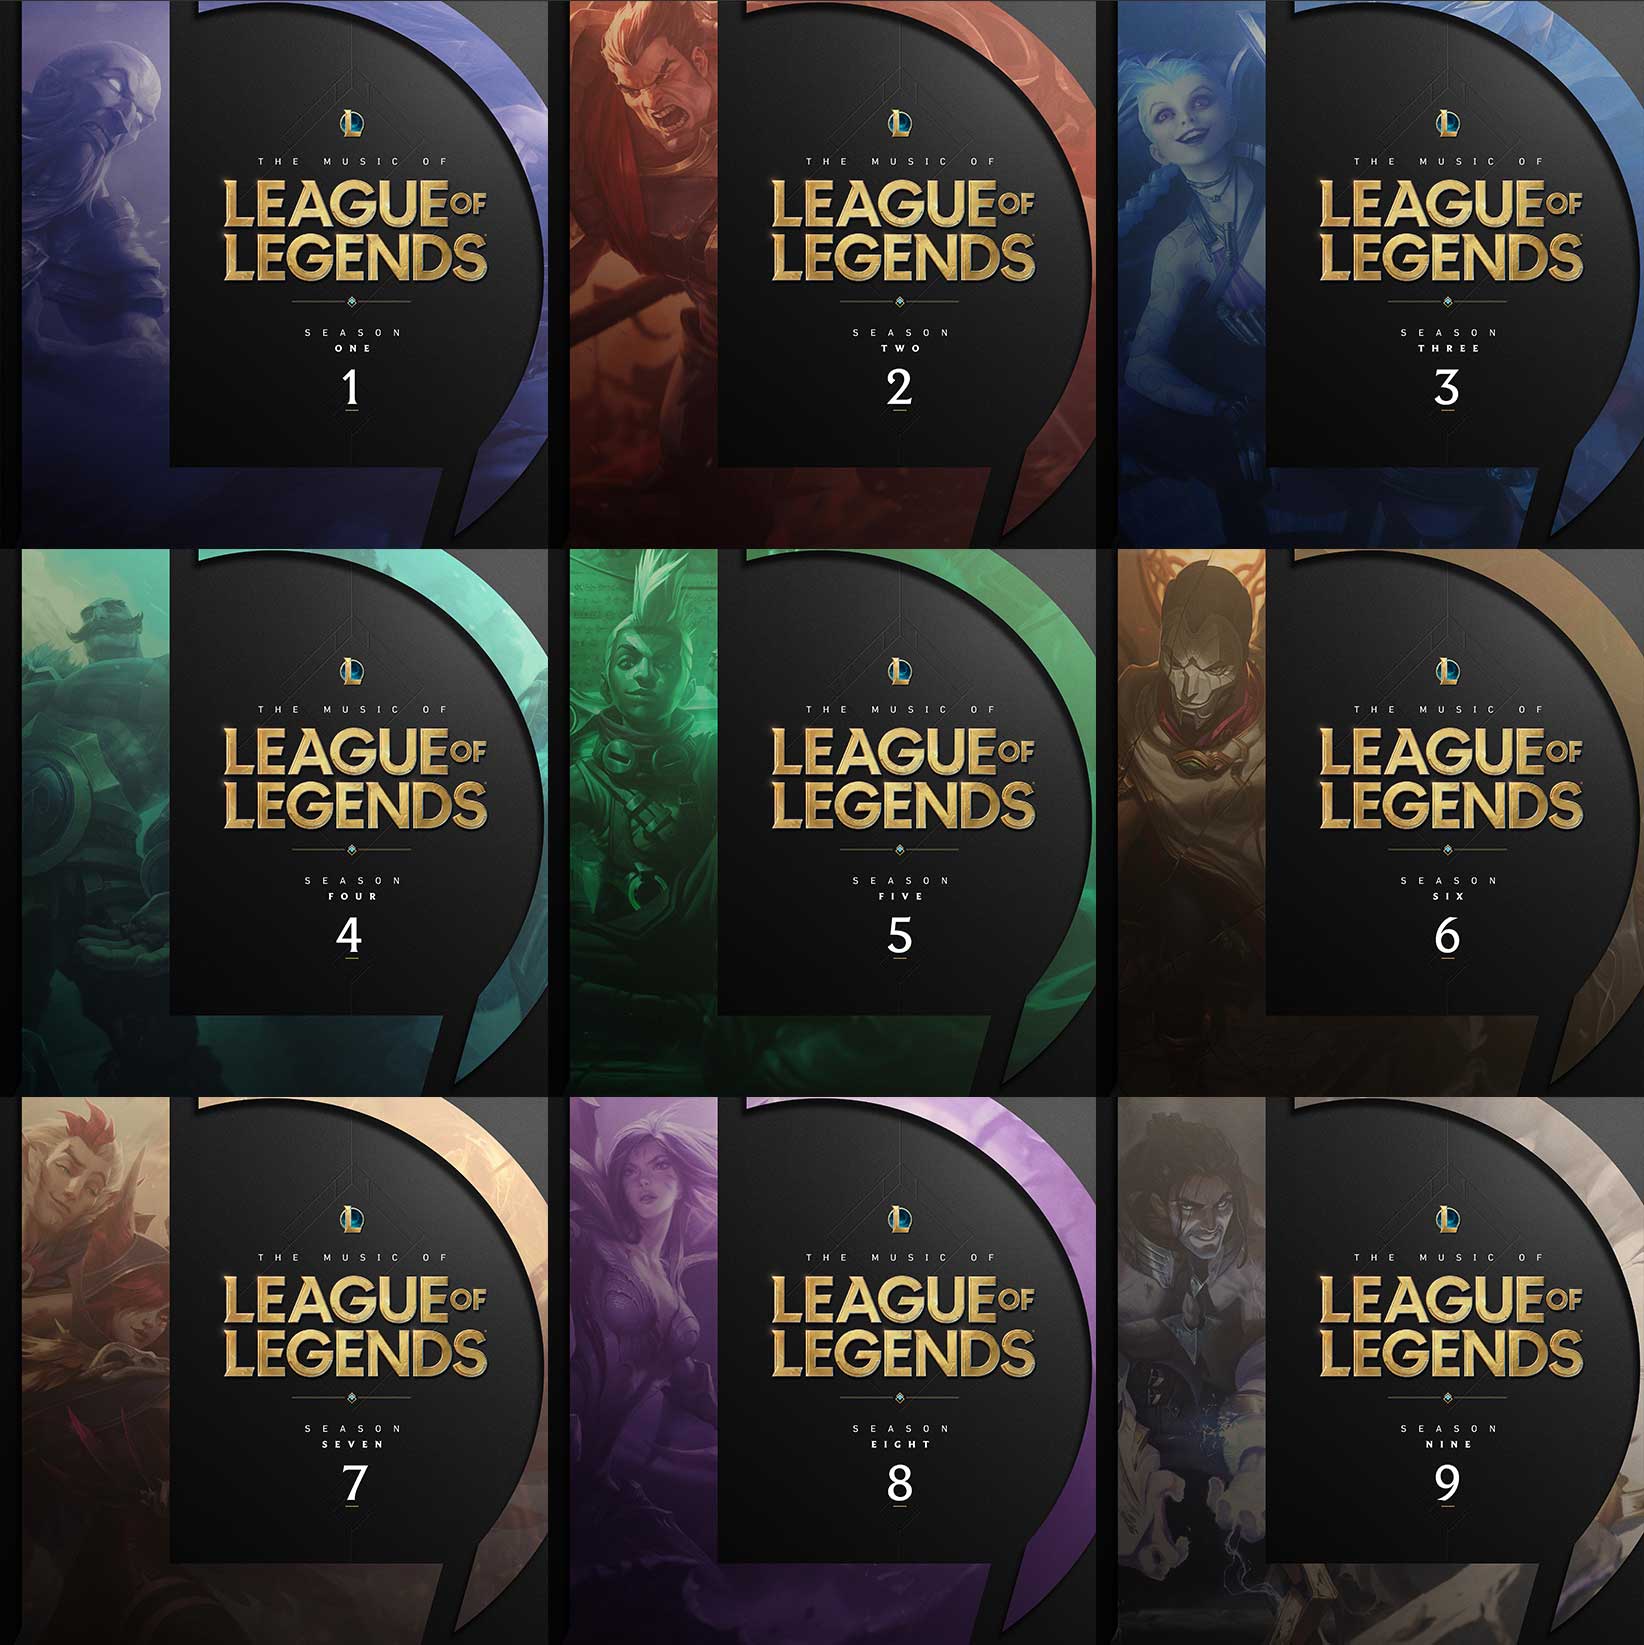 THE MUSIC OF
LEAGUE OF
LEGENDS
SEASON
ONE
1
THE MUSIC OF
LEAGUE OF
LEGENDS
SEASON
TWO
2
THE MUSIC OF
LEAGUE OF
LEGENDS
SEASON
THREE
3
THE MUSIC OF
LEAGUE OF
LEGENDS
SEASON
FOUR
4
THE MUSIC OF
LEAGUE OF
LEGENDS
SEASON
FIVE
5
THE MUSIC OF
LEAGUE OF
LEGENDS
SEASON
SIX
6
THE MUSIC OF
LEAGUE OF
LEGENDS
SEASON
SEVEN
7
THE MUSIC OF
LEAGUE OF
LEGENDS
SEASON
EIGHT
8
THE MUSIC OF
LEAGUE OF
LEGENDS
SEASON
NINE
9